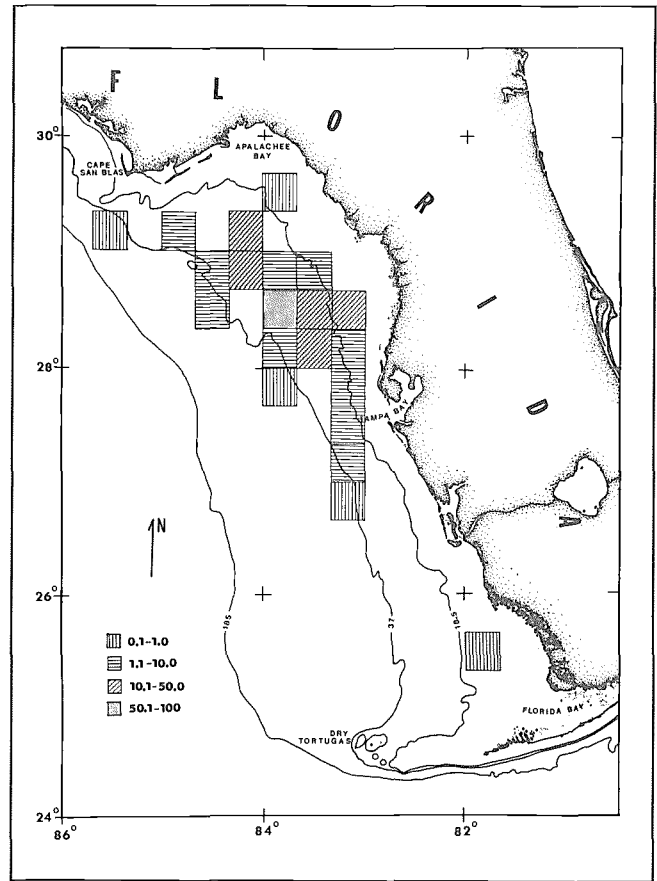 F L O R I D A
30°
APALACHEE
BAY
CAPE
SAN BLAS
28°
TAMPA BAY
N
26°
185
37
18.5
0.1-1.0
1.1-10.0
10.1-50.0
50.1-100
FLORIDA BAY
DRY
TORTUGAS
24°
86° 84° 82°